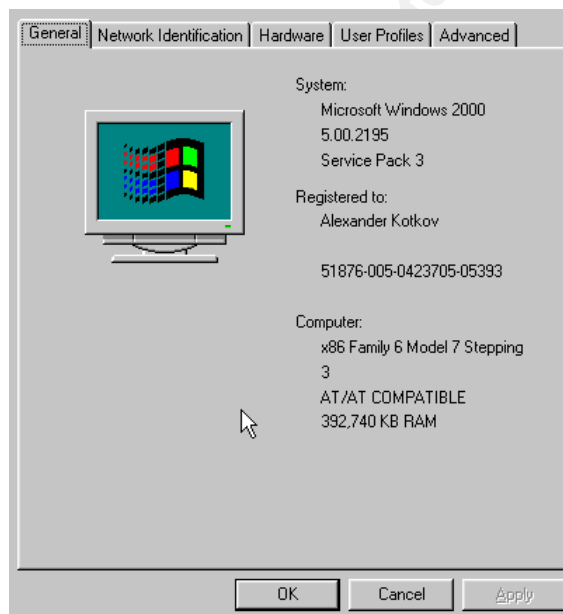 General Network Identification Hardware User Profiles Advanced
System:
Microsoft Windows 2000
5.00.2195
Service Pack 3
Registered to:
Alexander Kotkov
51876-005-0423705-05393
Computer:
x86 Family 6 Model 7 Stepping
3
AT/AT COMPATIBLE
392,740 KB RAM
OK Cancel Apply